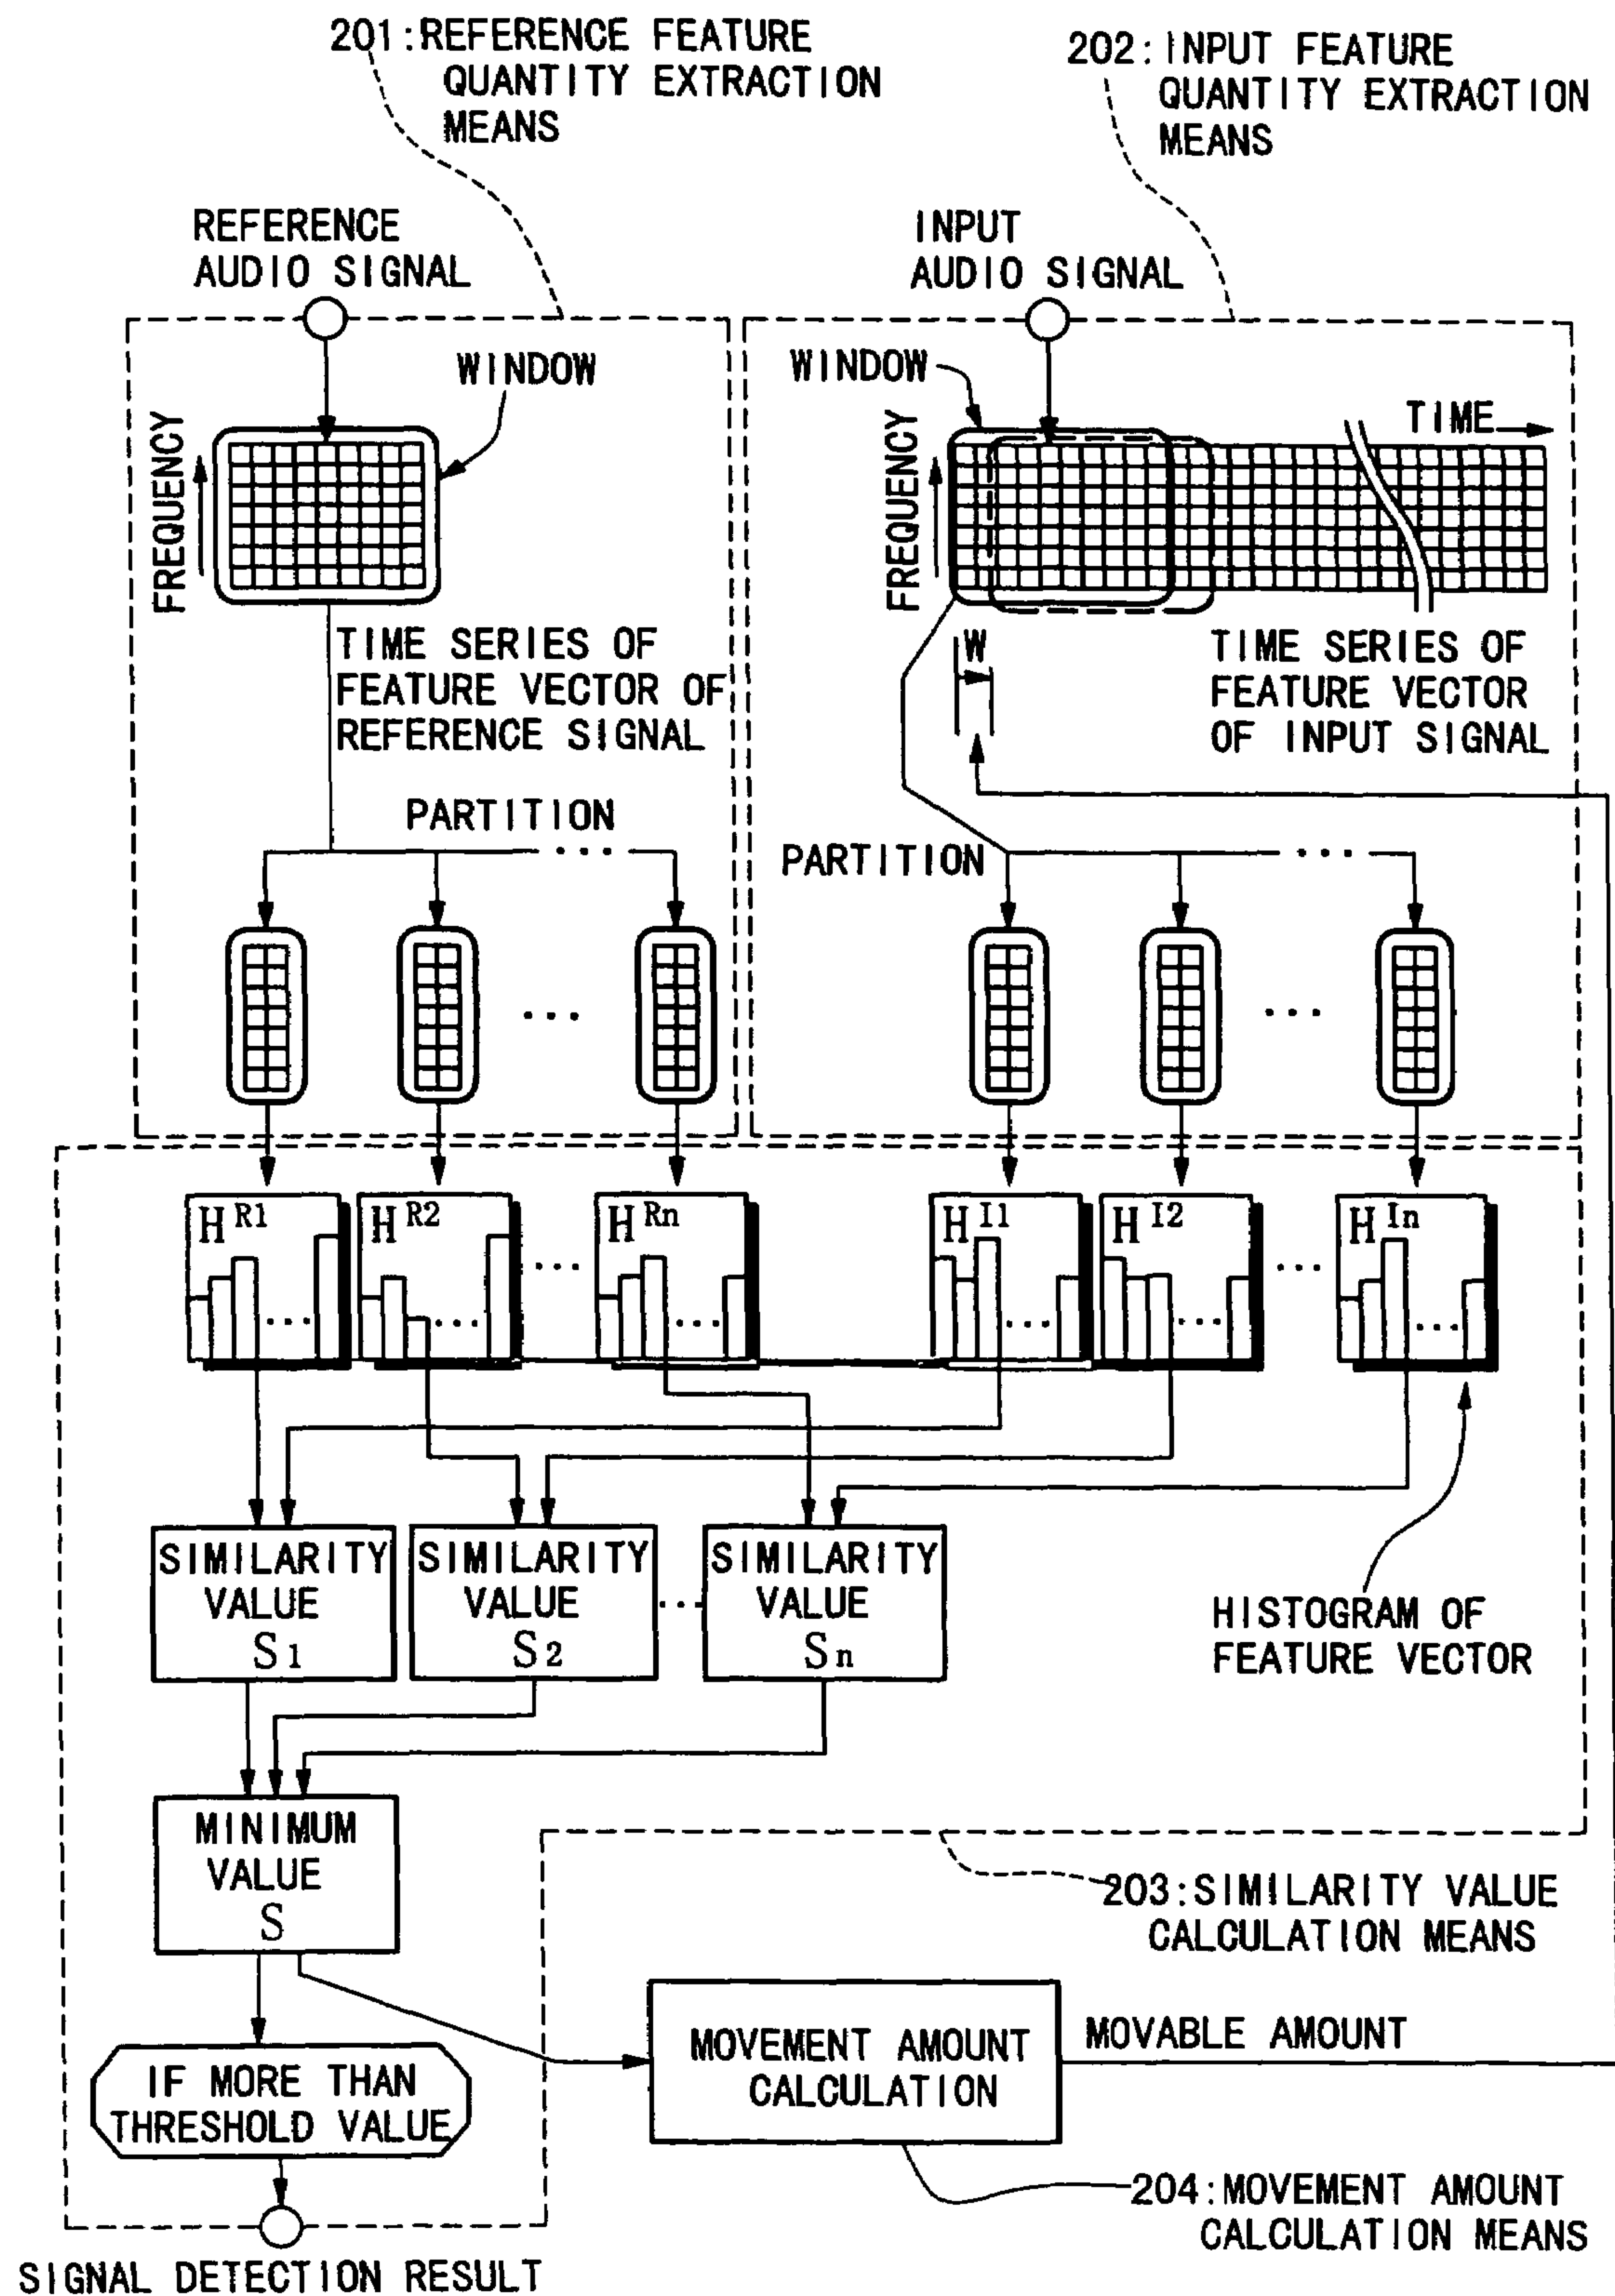 201:REFERENCE FEATURE
QUANTITY EXTRACTION
MEANS
202:INPUT FEATURE
QUANTITY EXTRACTION
MEANS
REFERENCE
AUDIO SIGNAL
INPUT
AUDIO SIGNAL
WINDOW
WINDOW
TIME
FREQUENCY
FREQUENCY
TIME SERIES OF
FEATURE VECTOR OF
REFERENCE SIGNAL
W
TIME SERIES OF
FEATURE VECTOR
OF INPUT SIGNAL
PARTITION
PARTITION
...
...
...
...
H^R1
H^R2
...
H^Rn
H^I1
H^I2
...
H^In
...
...
...
...
...
...
SIMILARITY
VALUE
S1
SIMILARITY
VALUE
S2
...
SIMILARITY
VALUE
Sn
HISTOGRAM OF
FEATURE VECTOR
MINIMUM
VALUE
S
203:SIMILARITY VALUE
CALCULATION MEANS
MOVEMENT AMOUNT
CALCULATION
MOVABLE AMOUNT
IF MORE THAN
THRESHOLD VALUE
204:MOVEMENT AMOUNT
CALCULATION MEANS
SIGNAL DETECTION RESULT